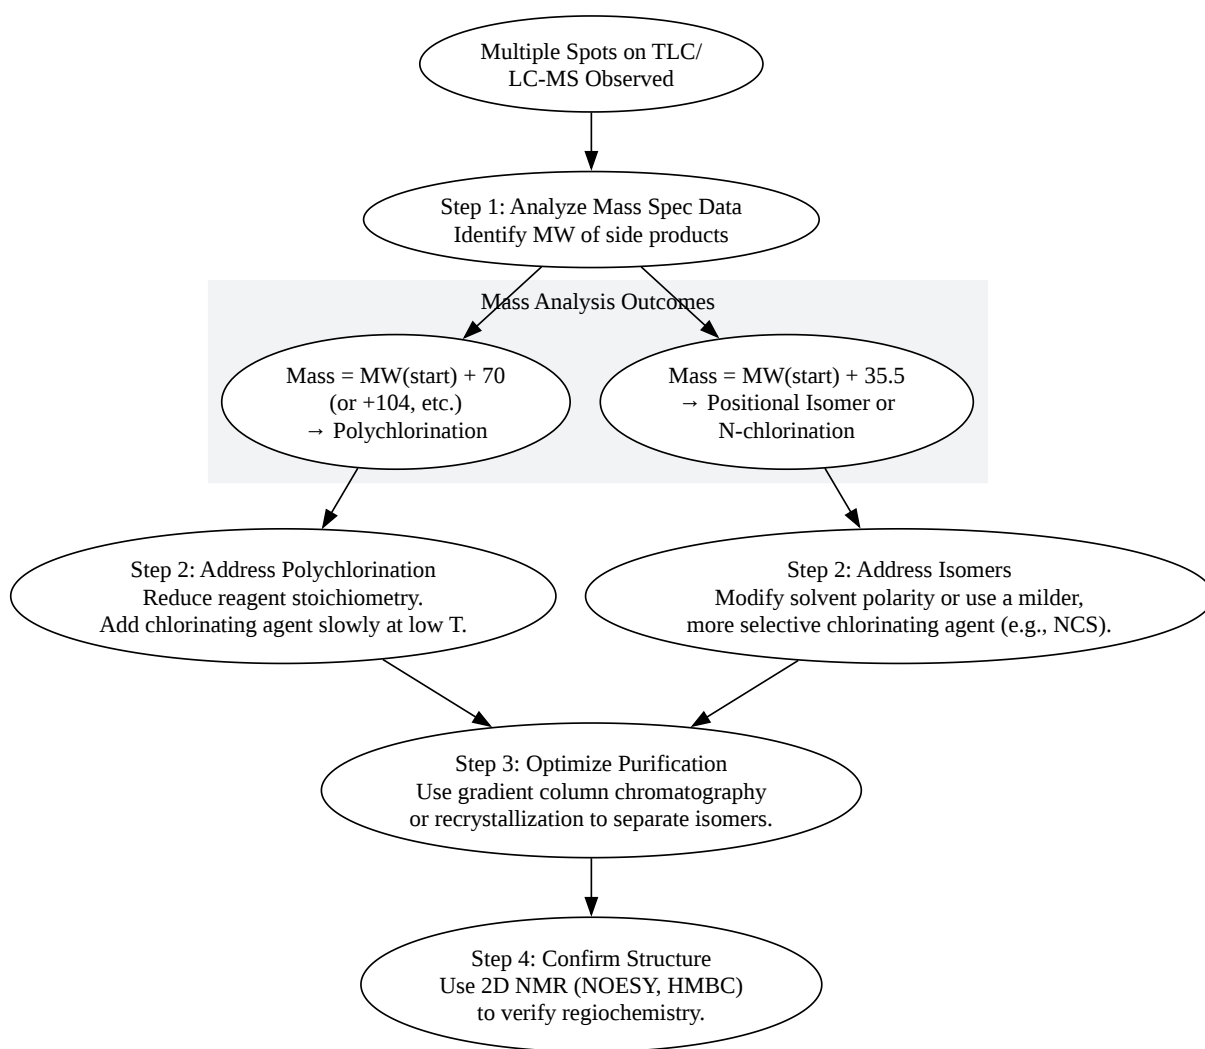 Multiple Spots on TLC/
LC-MS Observed
Step 1: Analyze Mass Spec Data
Identify MW of side products
Mass Analysis Outcomes
Mass = MW(start) + 70
(or +104, etc.)
→ Polychlorination
Mass = MW(start) + 35.5
→ Positional Isomer or
N-chlorination
Step 2: Address Polychlorination
Reduce reagent stoichiometry.
Add chlorinating agent slowly at low T.
Step 2: Address Isomers
Modify solvent polarity or use a milder,
more selective chlorinating agent (e.g., NCS).
Step 3: Optimize Purification
Use gradient column chromatography
or recrystallization to separate isomers.
Step 4: Confirm Structure
Use 2D NMR (NOESY, HMBC)
to verify regiochemistry.